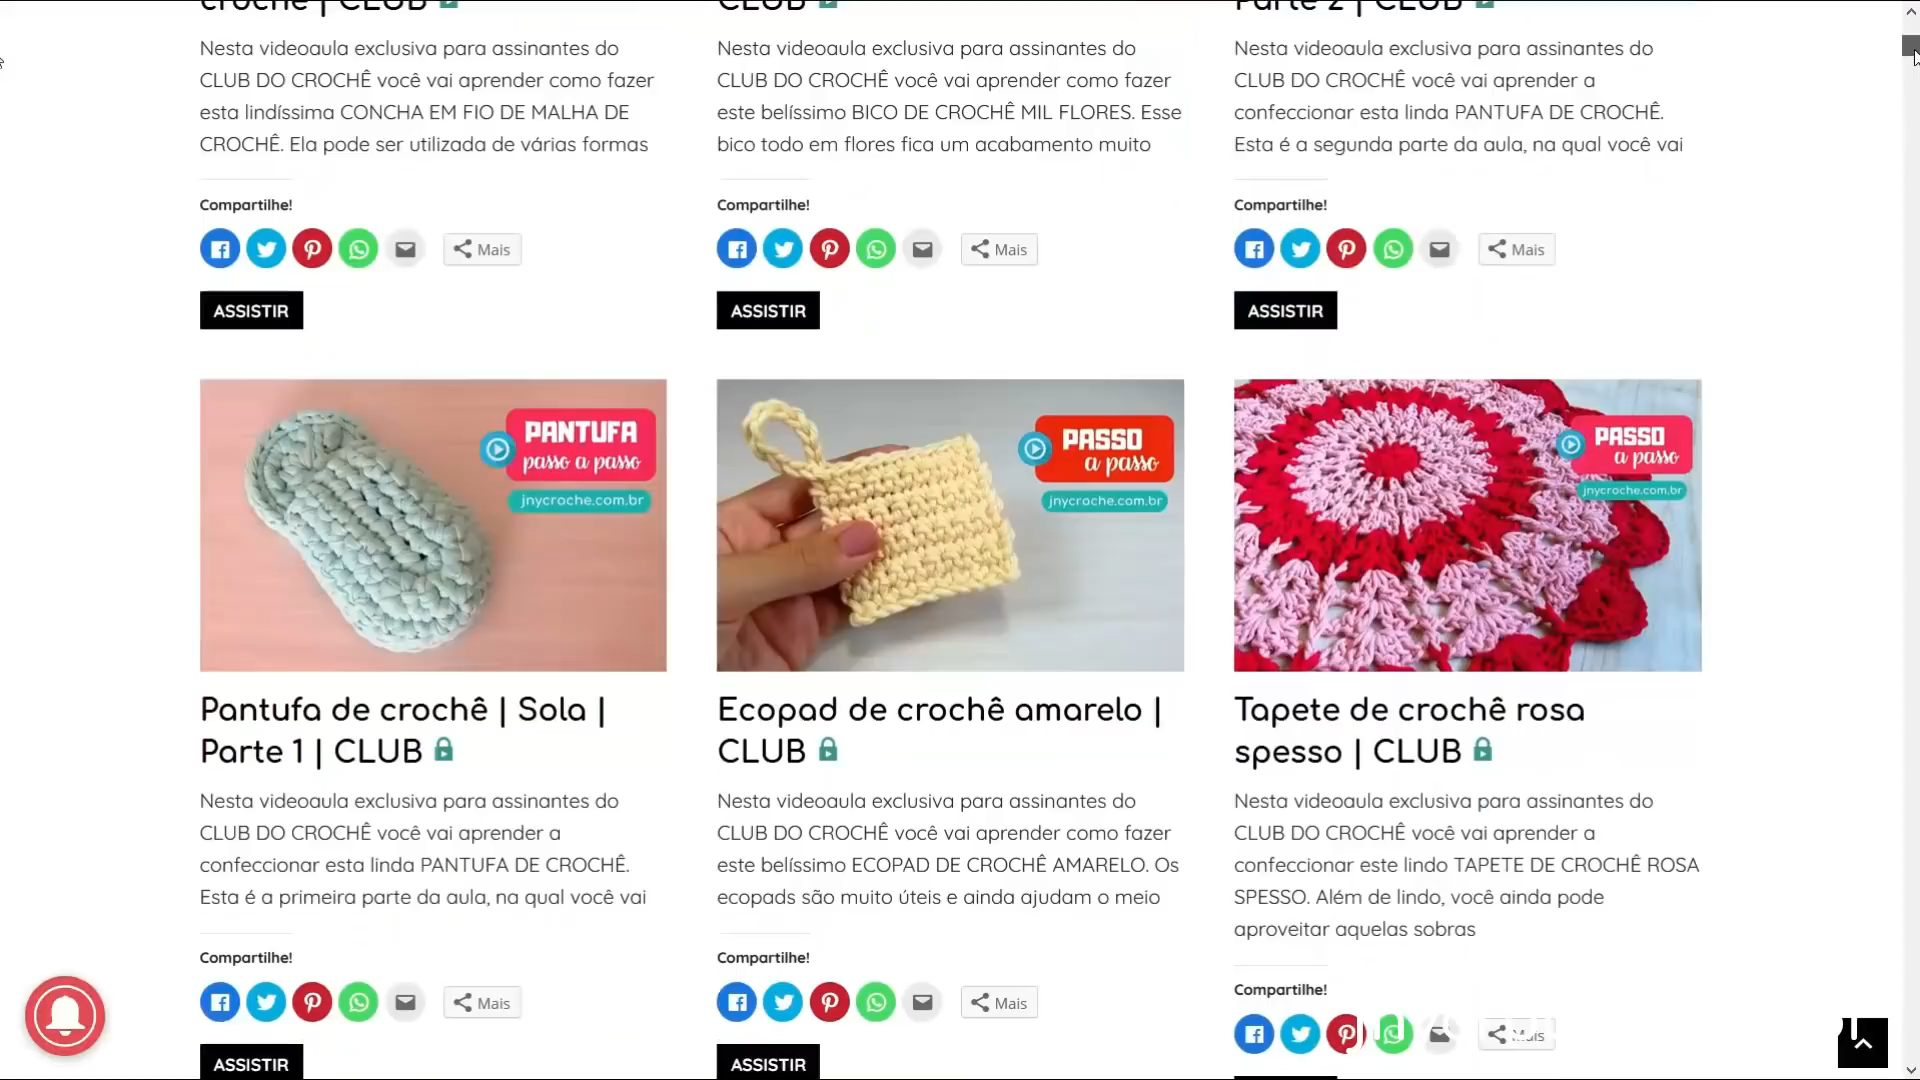 crochê | CLUB
CLUB
Parte 2 | CLUB
Nesta videoaula exclusiva para assinantes do
CLUB DO CROCHÊ você vai aprender como fazer
esta lindíssima CONCHA EM FIO DE MALHA DE
CROCHÊ. Ela pode ser utilizada de várias formas
Nesta videoaula exclusiva para assinantes do
CLUB DO CROCHÊ você vai aprender como fazer
este belíssimo BICO DE CROCHÊ MIL FLORES. Esse
bico todo em flores fica um acabamento muito
Nesta videoaula exclusiva para assinantes do
CLUB DO CROCHÊ você vai aprender a
confeccionar esta linda PANTUFA DE CROCHÊ.
Esta é a segunda parte da aula, na qual você vai
Compartilhe!
Mais
Compartilhe!
Mais
Compartilhe!
Mais
ASSISTIR
ASSISTIR
ASSISTIR
PANTUFA
passo a passo
jnycroche.com.br
PASSO
a passo
jnycroche.com.br
PASSO
a passo
jnycroche.com.br
Pantufa de crochê | Sola |
Parte 1 | CLUB
Ecopad de crochê amarelo |
CLUB
Tapete de crochê rosa
spesso | CLUB
Nesta videoaula exclusiva para assinantes do
CLUB DO CROCHÊ você vai aprender a
confeccionar esta linda PANTUFA DE CROCHÊ.
Esta é a primeira parte da aula, na qual você vai
Nesta videoaula exclusiva para assinantes do
CLUB DO CROCHÊ você vai aprender como fazer
este belíssimo ECOPAD DE CROCHÊ AMARELO. Os
ecopads são muito úteis e ainda ajudam o meio
Nesta videoaula exclusiva para assinantes do
CLUB DO CROCHÊ você vai aprender a
confeccionar este lindo TAPETE DE CROCHÊ ROSA
SPESSO. Além de lindo, você ainda pode
aproveitar aquelas sobras
Compartilhe!
Mais
Compartilhe!
Mais
Compartilhe!
Mais
ASSISTIR
ASSISTIR